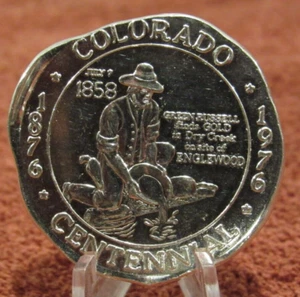 COLORADO
JULY 9
1858
GREEN RUSSELL
finds GOLD
in Dry Creek
on site of
ENGLEWOOD
1876
1976
CENTENNIAL